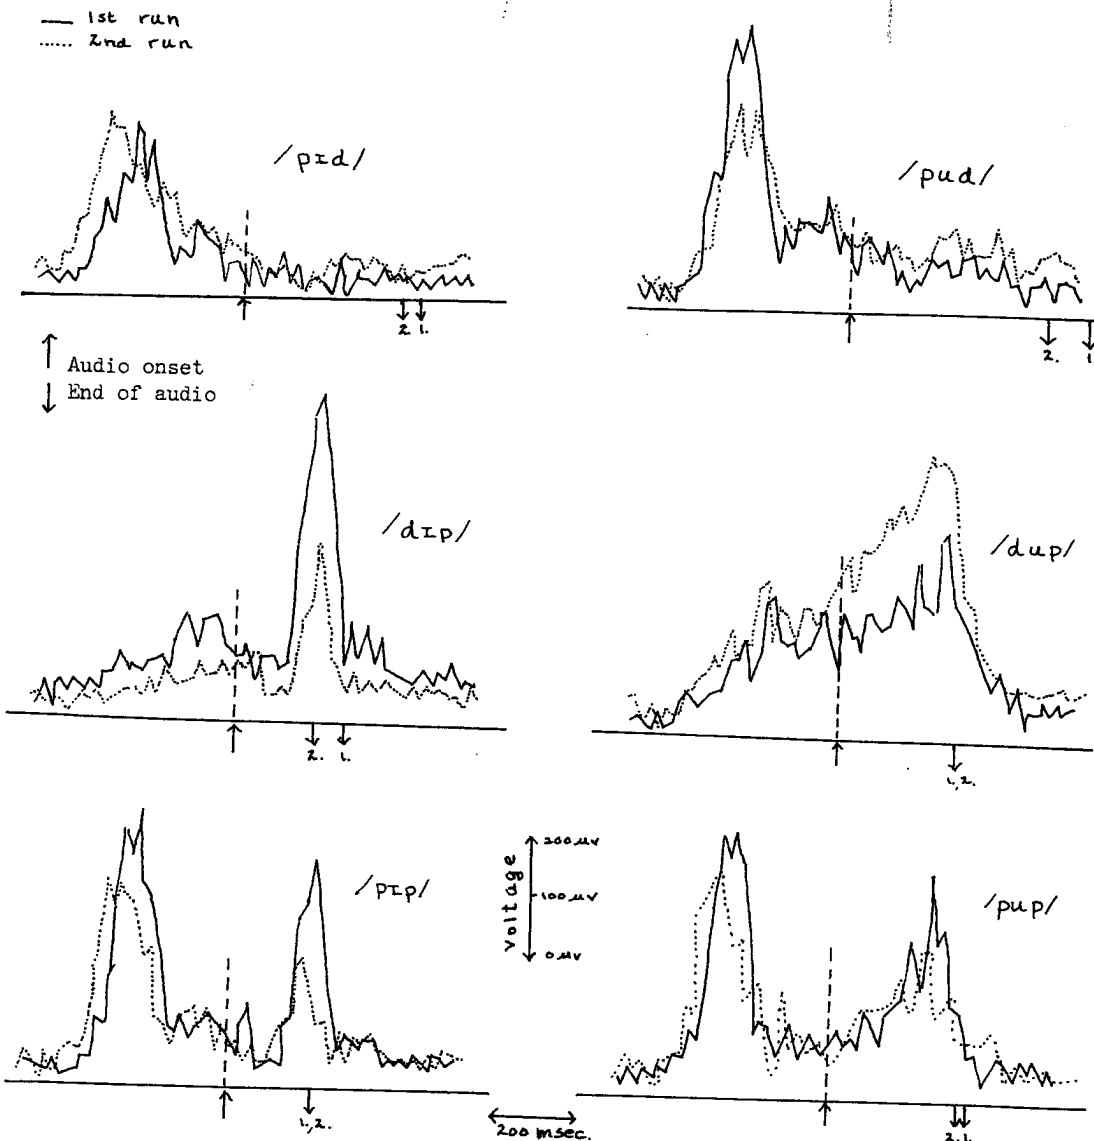 1st run
2nd run
/pɪd/
/pud/
2. 1.
2. 1.
Audio onset
End of audio
/dɪp/
/dup/
2. 1.
1,2.
voltage
200 μv
100 μv
0 μv
/pɪp/
/pup/
1,2.
200 msec.
2. 1.